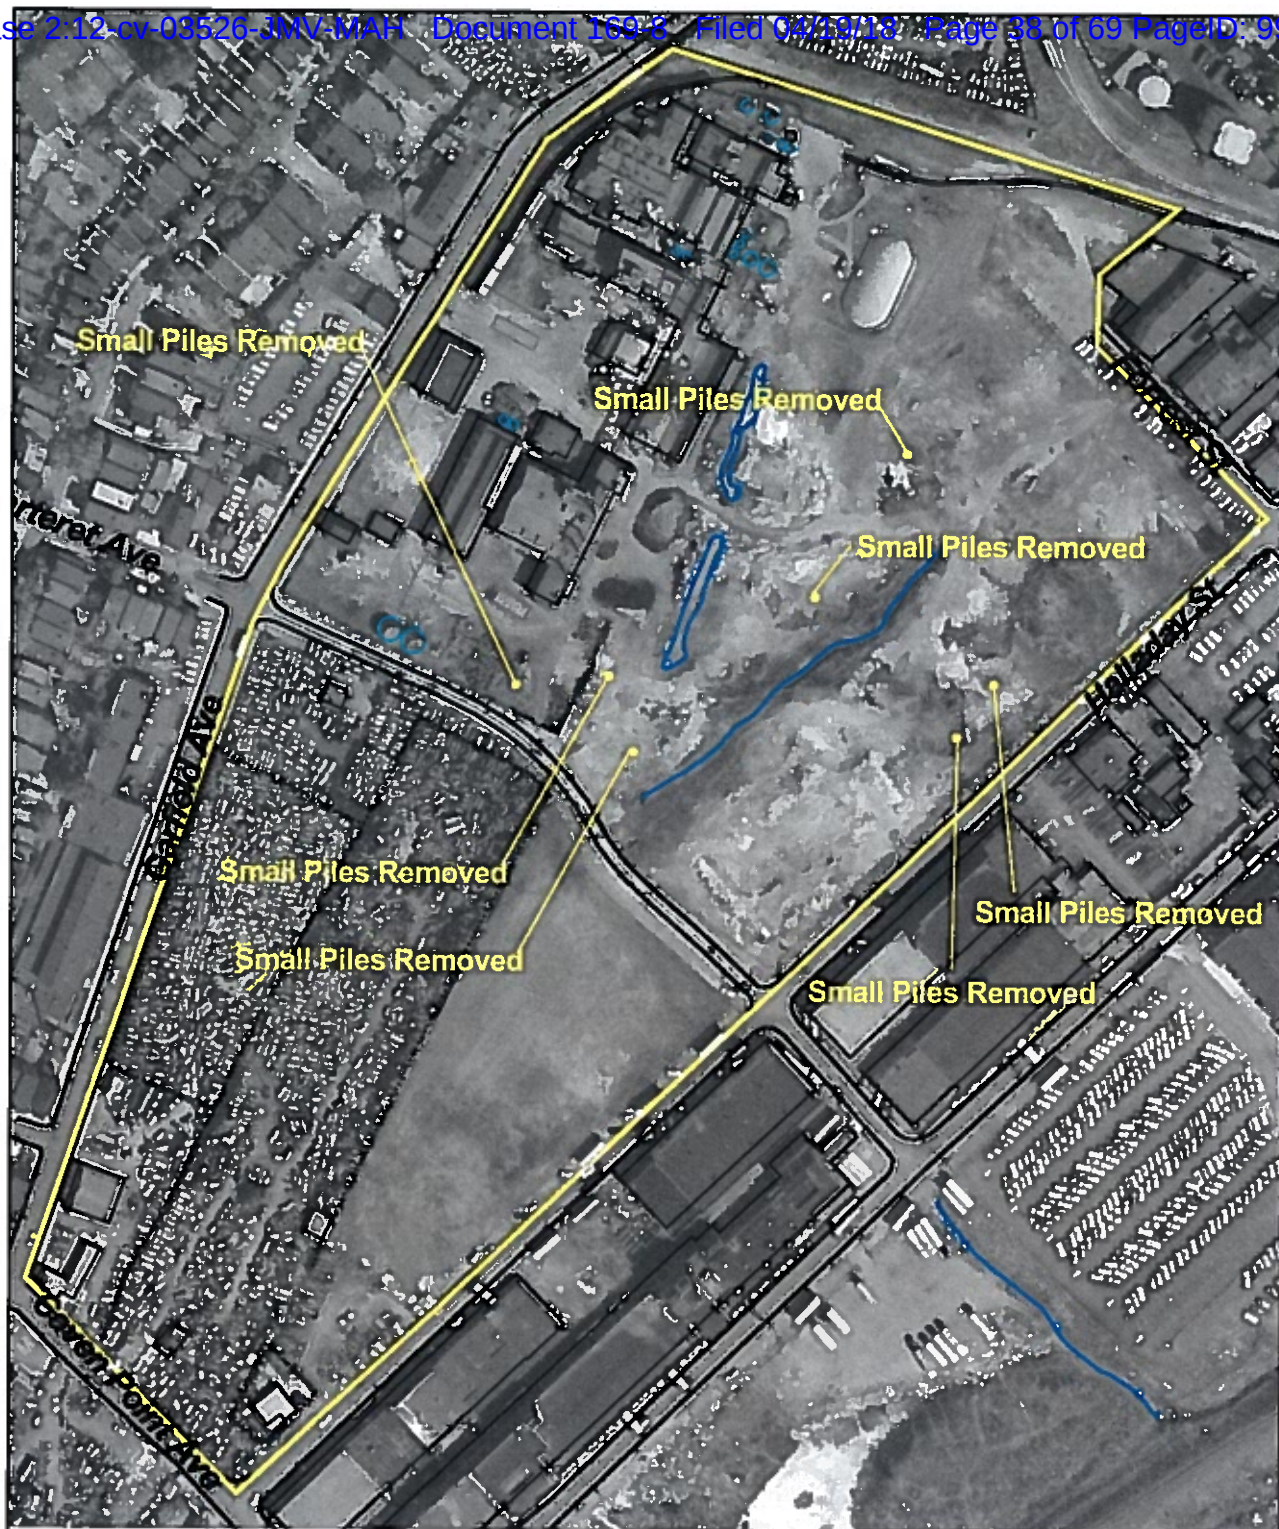 se 2:12-cv-03526-JMV-MAH Document 169-8 Filed 04/19/18 Page 38 of 69 PageID: 99
Small Piles Removed
Small Piles Removed
rteret Ave
Small Piles Removed
Halladay St
Garfield Ave
Small Piles Removed
Small Piles Removed
Small Piles Removed
Small Piles Removed
Caven Point Ave